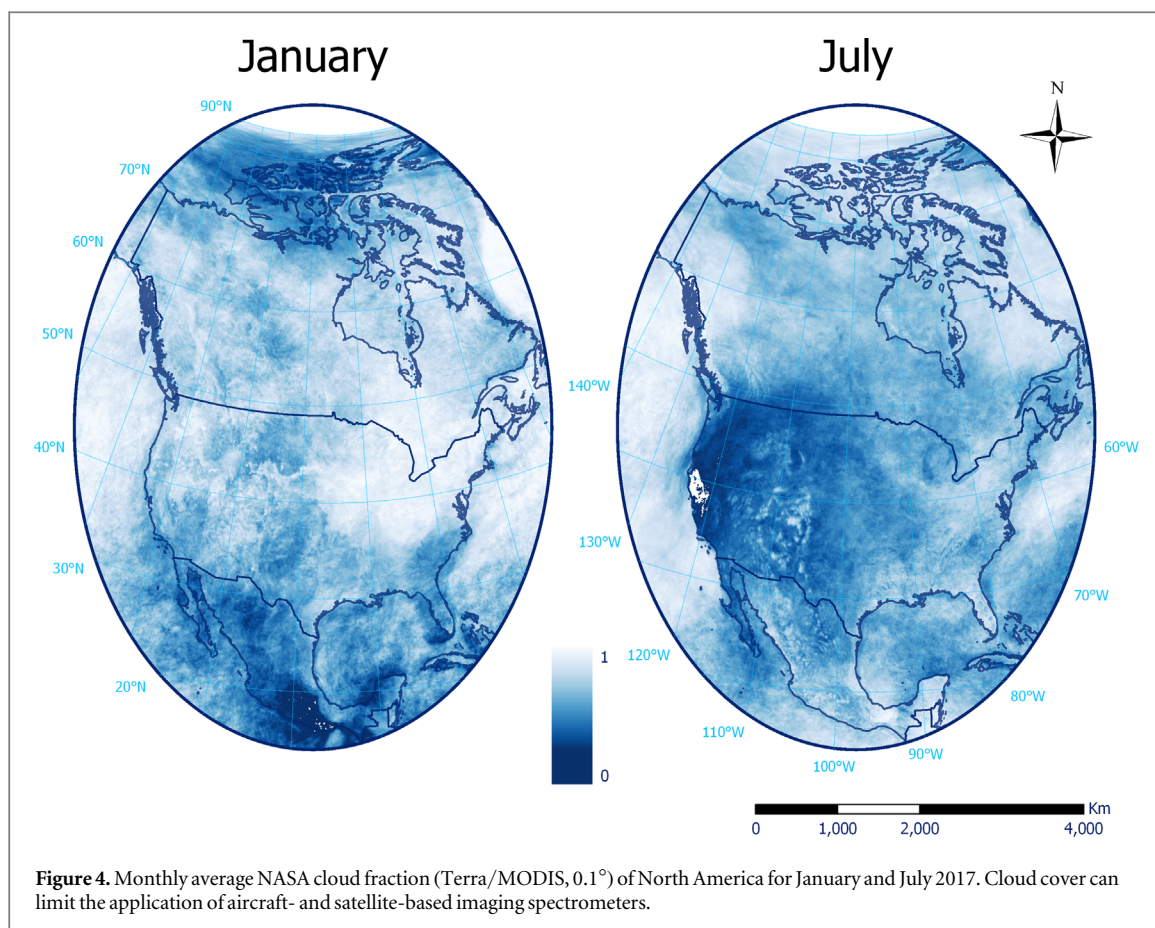 January
July
N
90°N
70°N
60°N
50°N
40°N
30°N
20°N
140°W
130°W
120°W
110°W
100°W
90°W
80°W
70°W
60°W
1
0
Km
0 1,000 2,000 4,000
Figure 4. Monthly average NASA cloud fraction (Terra/MODIS, 0.1°) of North America for January and July 2017. Cloud cover can
limit the application of aircraft- and satellite-based imaging spectrometers.